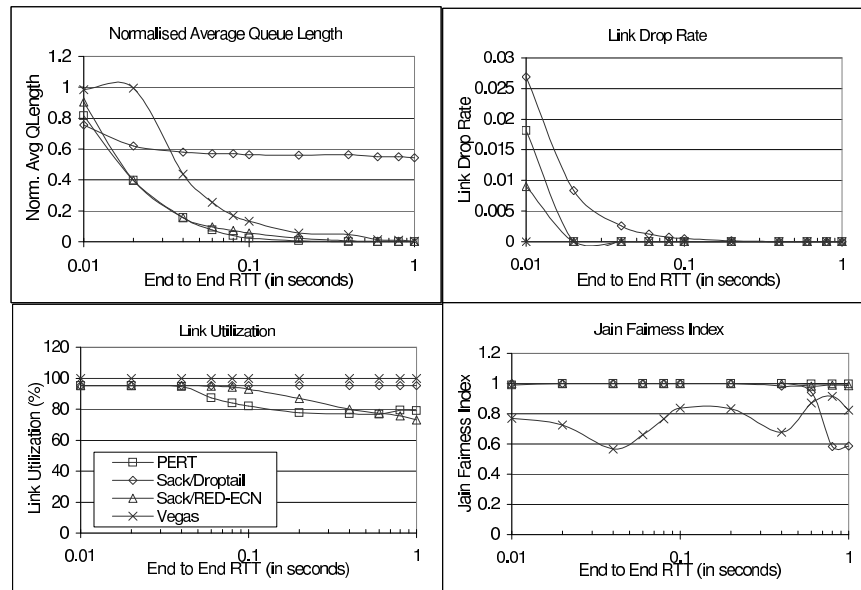 Normalised Average Queue Length
1.2
1
0.8
0.6
0.4
0.2
0
Norm. Avg QLength
0.01
0.1
1
End to End RTT (in seconds)
Link Drop Rate
0.03
0.025
0.02
0.015
0.01
0.005
0
Link Drop Rate
0.01
0.1
1
End to End RTT (in seconds)
Link Utilization
120
100
80
60
40
20
0
Link Utilization (%)
PERT
Sack/Droptail
Sack/RED-ECN
Vegas
0.01
0.1
1
End to End RTT (in seconds)
Jain Fairness Index
1.2
1
0.8
0.6
0.4
0.2
0
Jain Fairness Index
0.01
0.1
1
End to End RTT (in seconds)